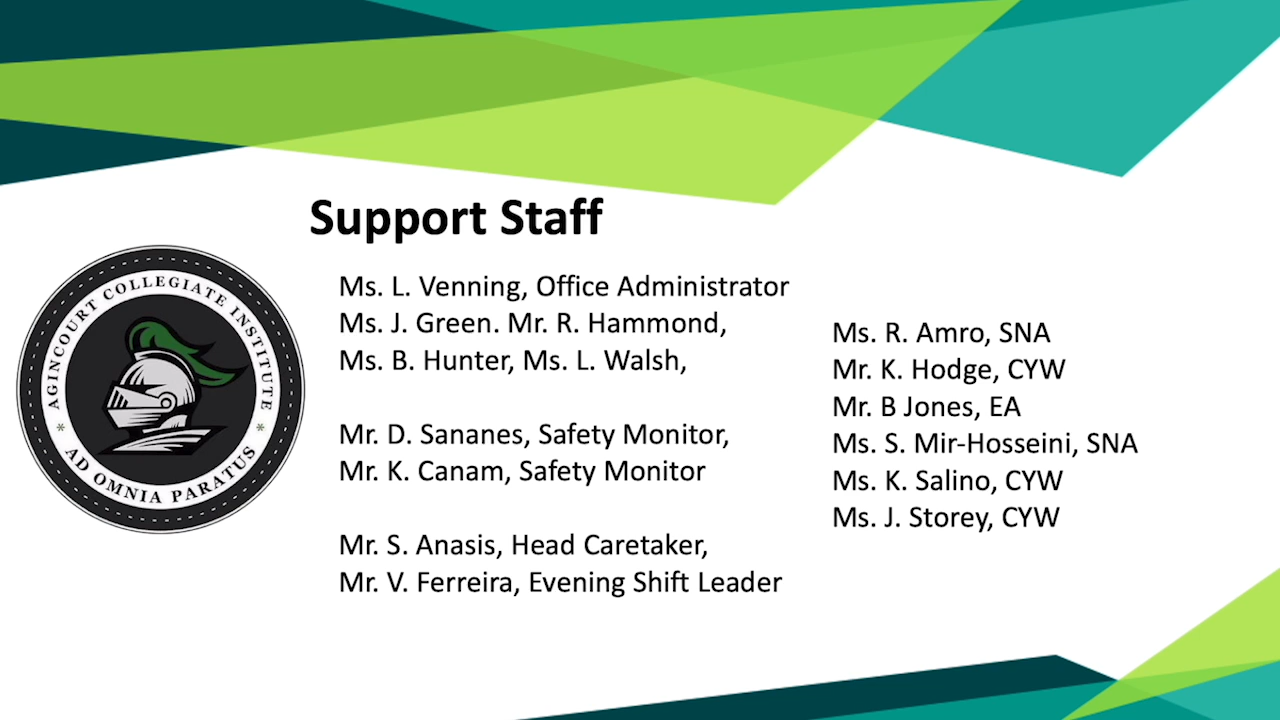 Support Staff
AGINCOURT COLLEGIATE INSTITUTE
* AD OMNIA PARATUS *
Ms. L. Venning, Office Administrator
Ms. J. Green. Mr. R. Hammond,
Ms. B. Hunter, Ms. L. Walsh,
Mr. D. Sananes, Safety Monitor,
Mr. K. Canam, Safety Monitor
Mr. S. Anasis, Head Caretaker,
Mr. V. Ferreira, Evening Shift Leader
Ms. R. Amro, SNA
Mr. K. Hodge, CYW
Mr. B Jones, EA
Ms. S. Mir-Hosseini, SNA
Ms. K. Salino, CYW
Ms. J. Storey, CYW